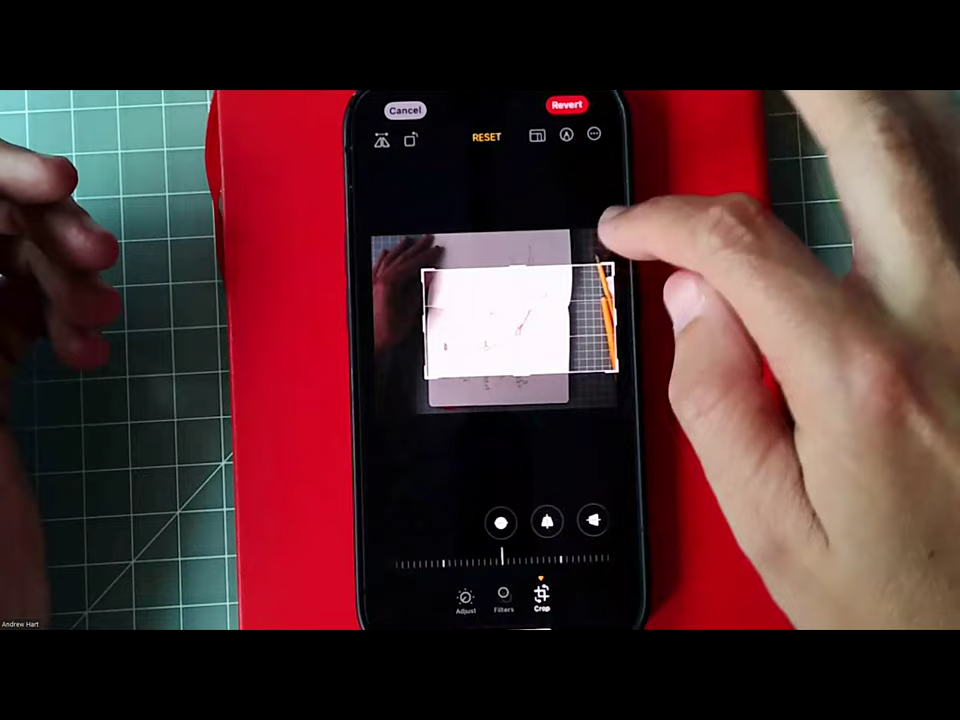 Cancel
Revert
RESET
Adjust
Filters
Crop
Andrew Hart